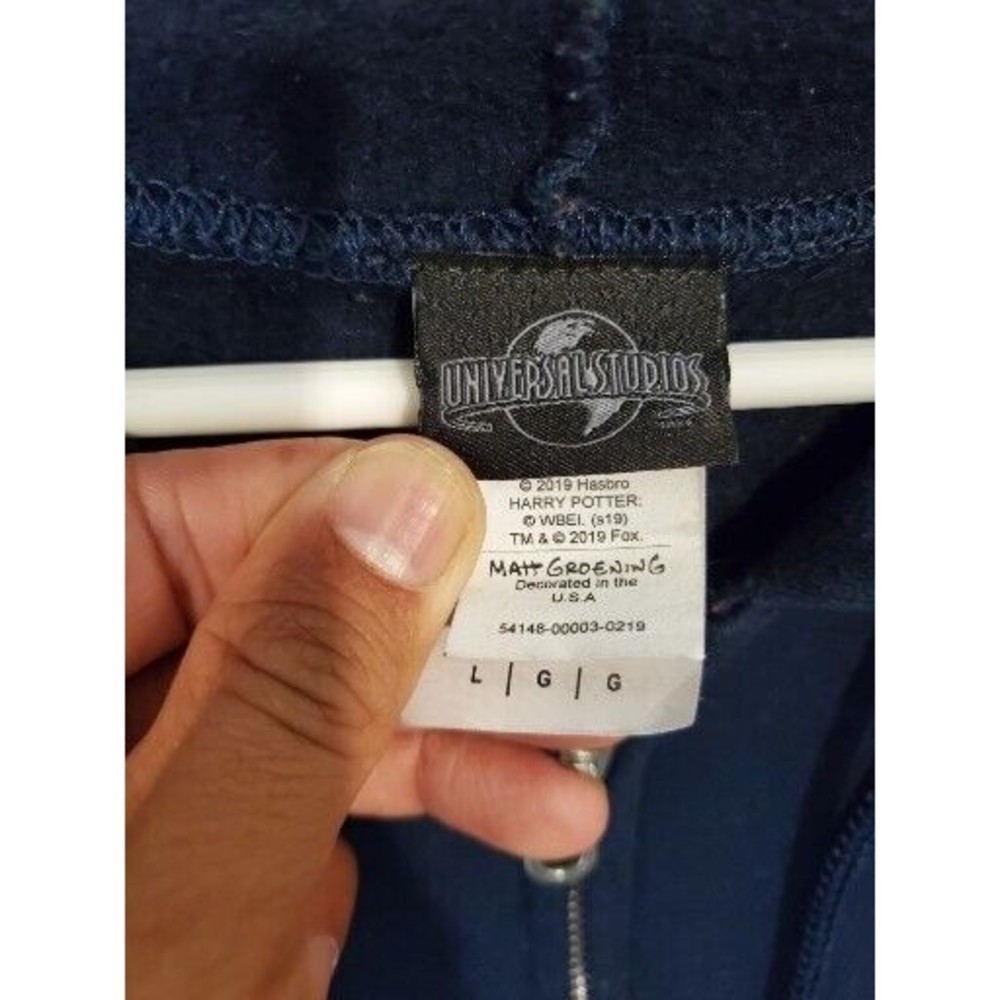 UNIVERSAL STUDIOS
© 2019 Hasbro
HARRY POTTER:
© WBEI. (s19)
TM & © 2019 Fox.
MATT GROENING
Decorated in the
U.S.A
54148-00003-0219
L | G | G